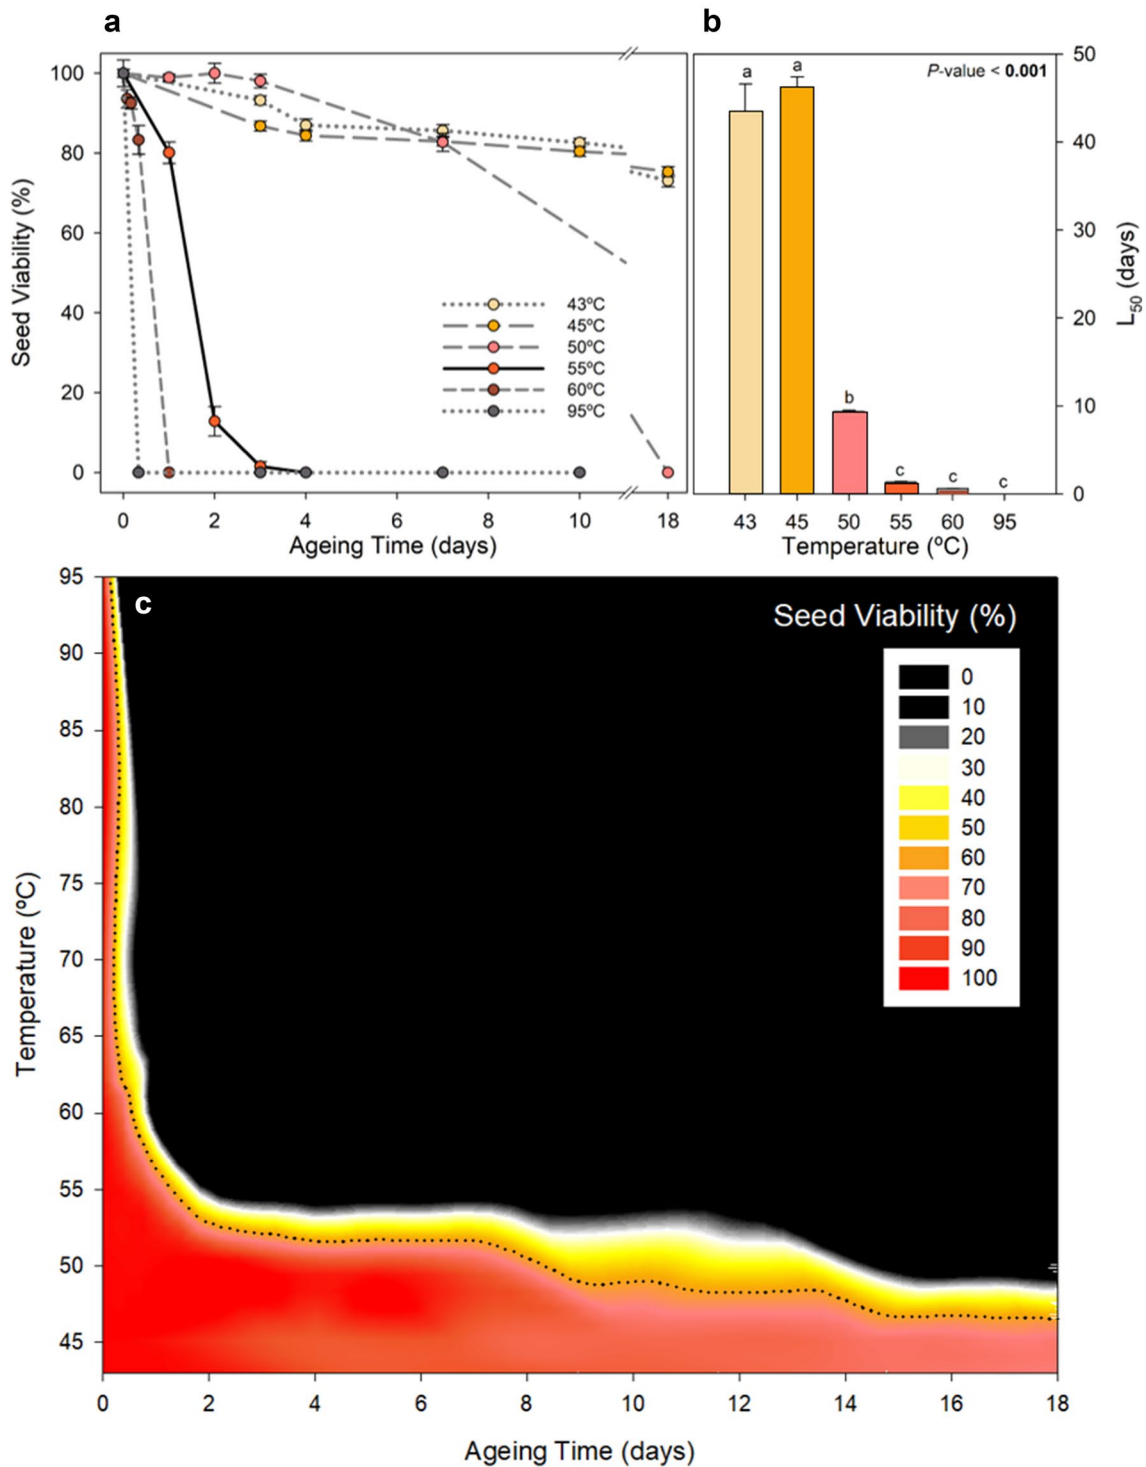 a
b
100
80
60
40
20
0
Seed Viability (%)
43ºC
45ºC
50ºC
55ºC
60ºC
95ºC
0 2 4 6 8 10 18
Ageing Time (days)
P-value < 0.001
a a b c c c
50
40
30
20
10
0
L50 (days)
43 45 50 55 60 95
Temperature (ºC)
c
95
90
85
80
75
70
65
60
55
50
45
Temperature (ºC)
Seed Viability (%)
0
10
20
30
40
50
60
70
80
90
100
0 2 4 6 8 10 12 14 16 18
Ageing Time (days)